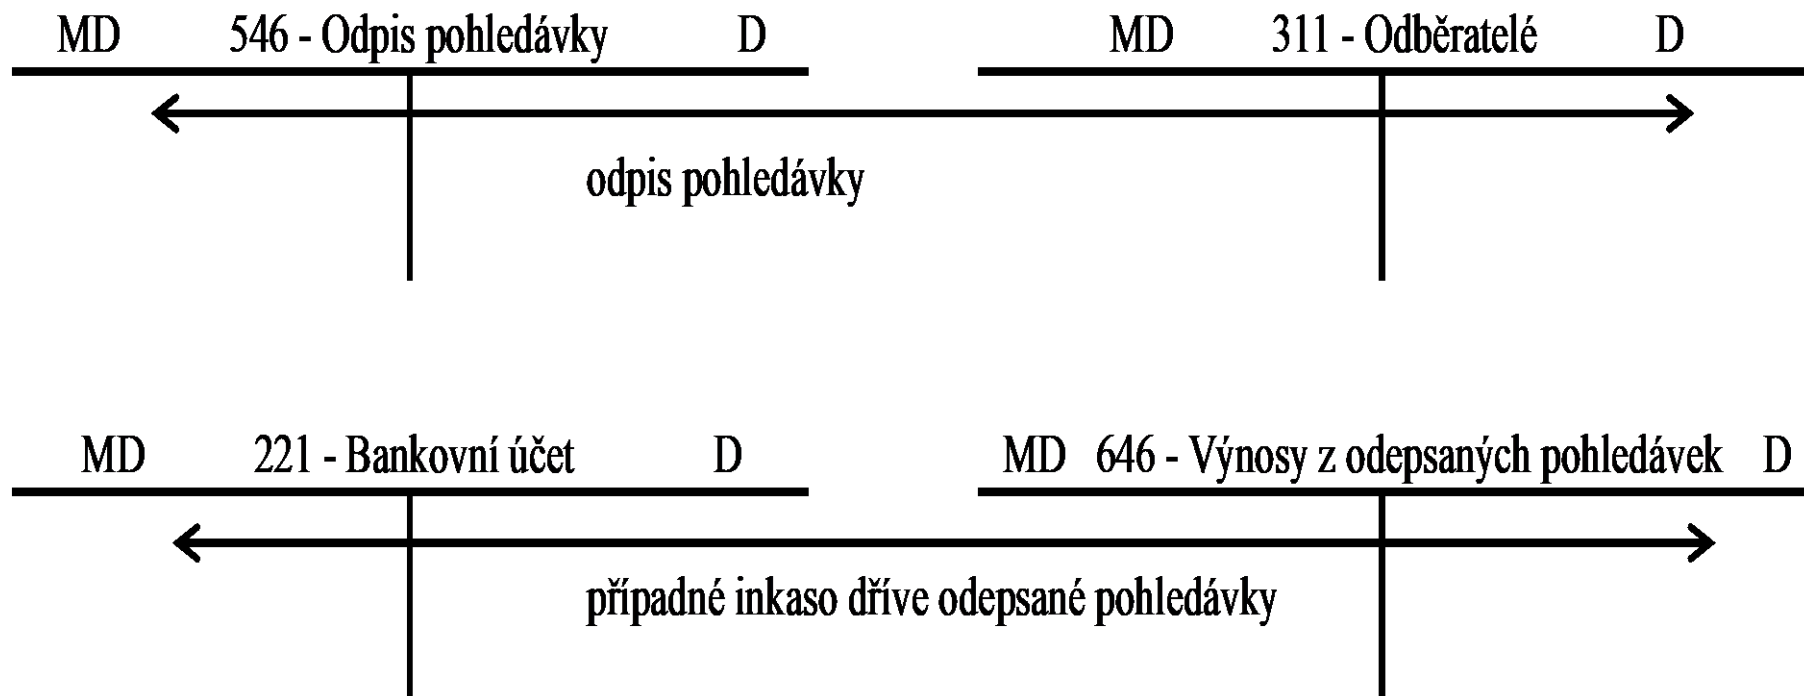 MD 546 - Odpis pohledávky D MD 311 - Odběratelé D
odpis pohledávky
MD 221 - Bankovní účet D MD 646 - Výnosy z odepsaných pohledávek D
případné inkaso dříve odepsané pohledávky